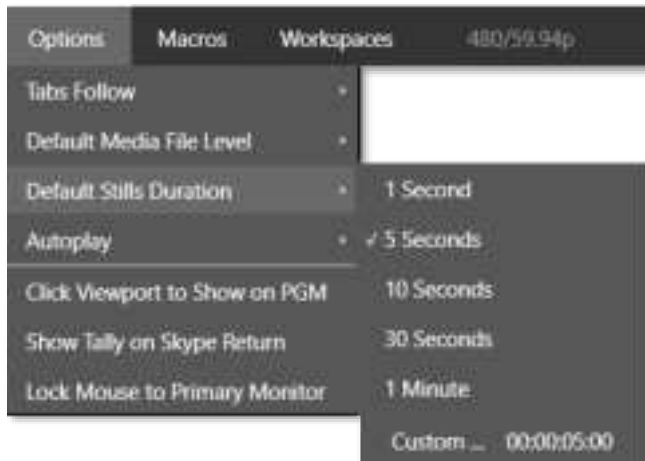 Options Macros Workspaces 480/59.94p
Tabs Follow
Default Media File Level
Default Stills Duration
1 Second
Autoplay
✓ 5 Seconds
Click Viewport to Show on PGM
10 Seconds
Show Tally on Skype Return
30 Seconds
Lock Mouse to Primary Monitor
1 Minute
Custom ... 00:00:05:00